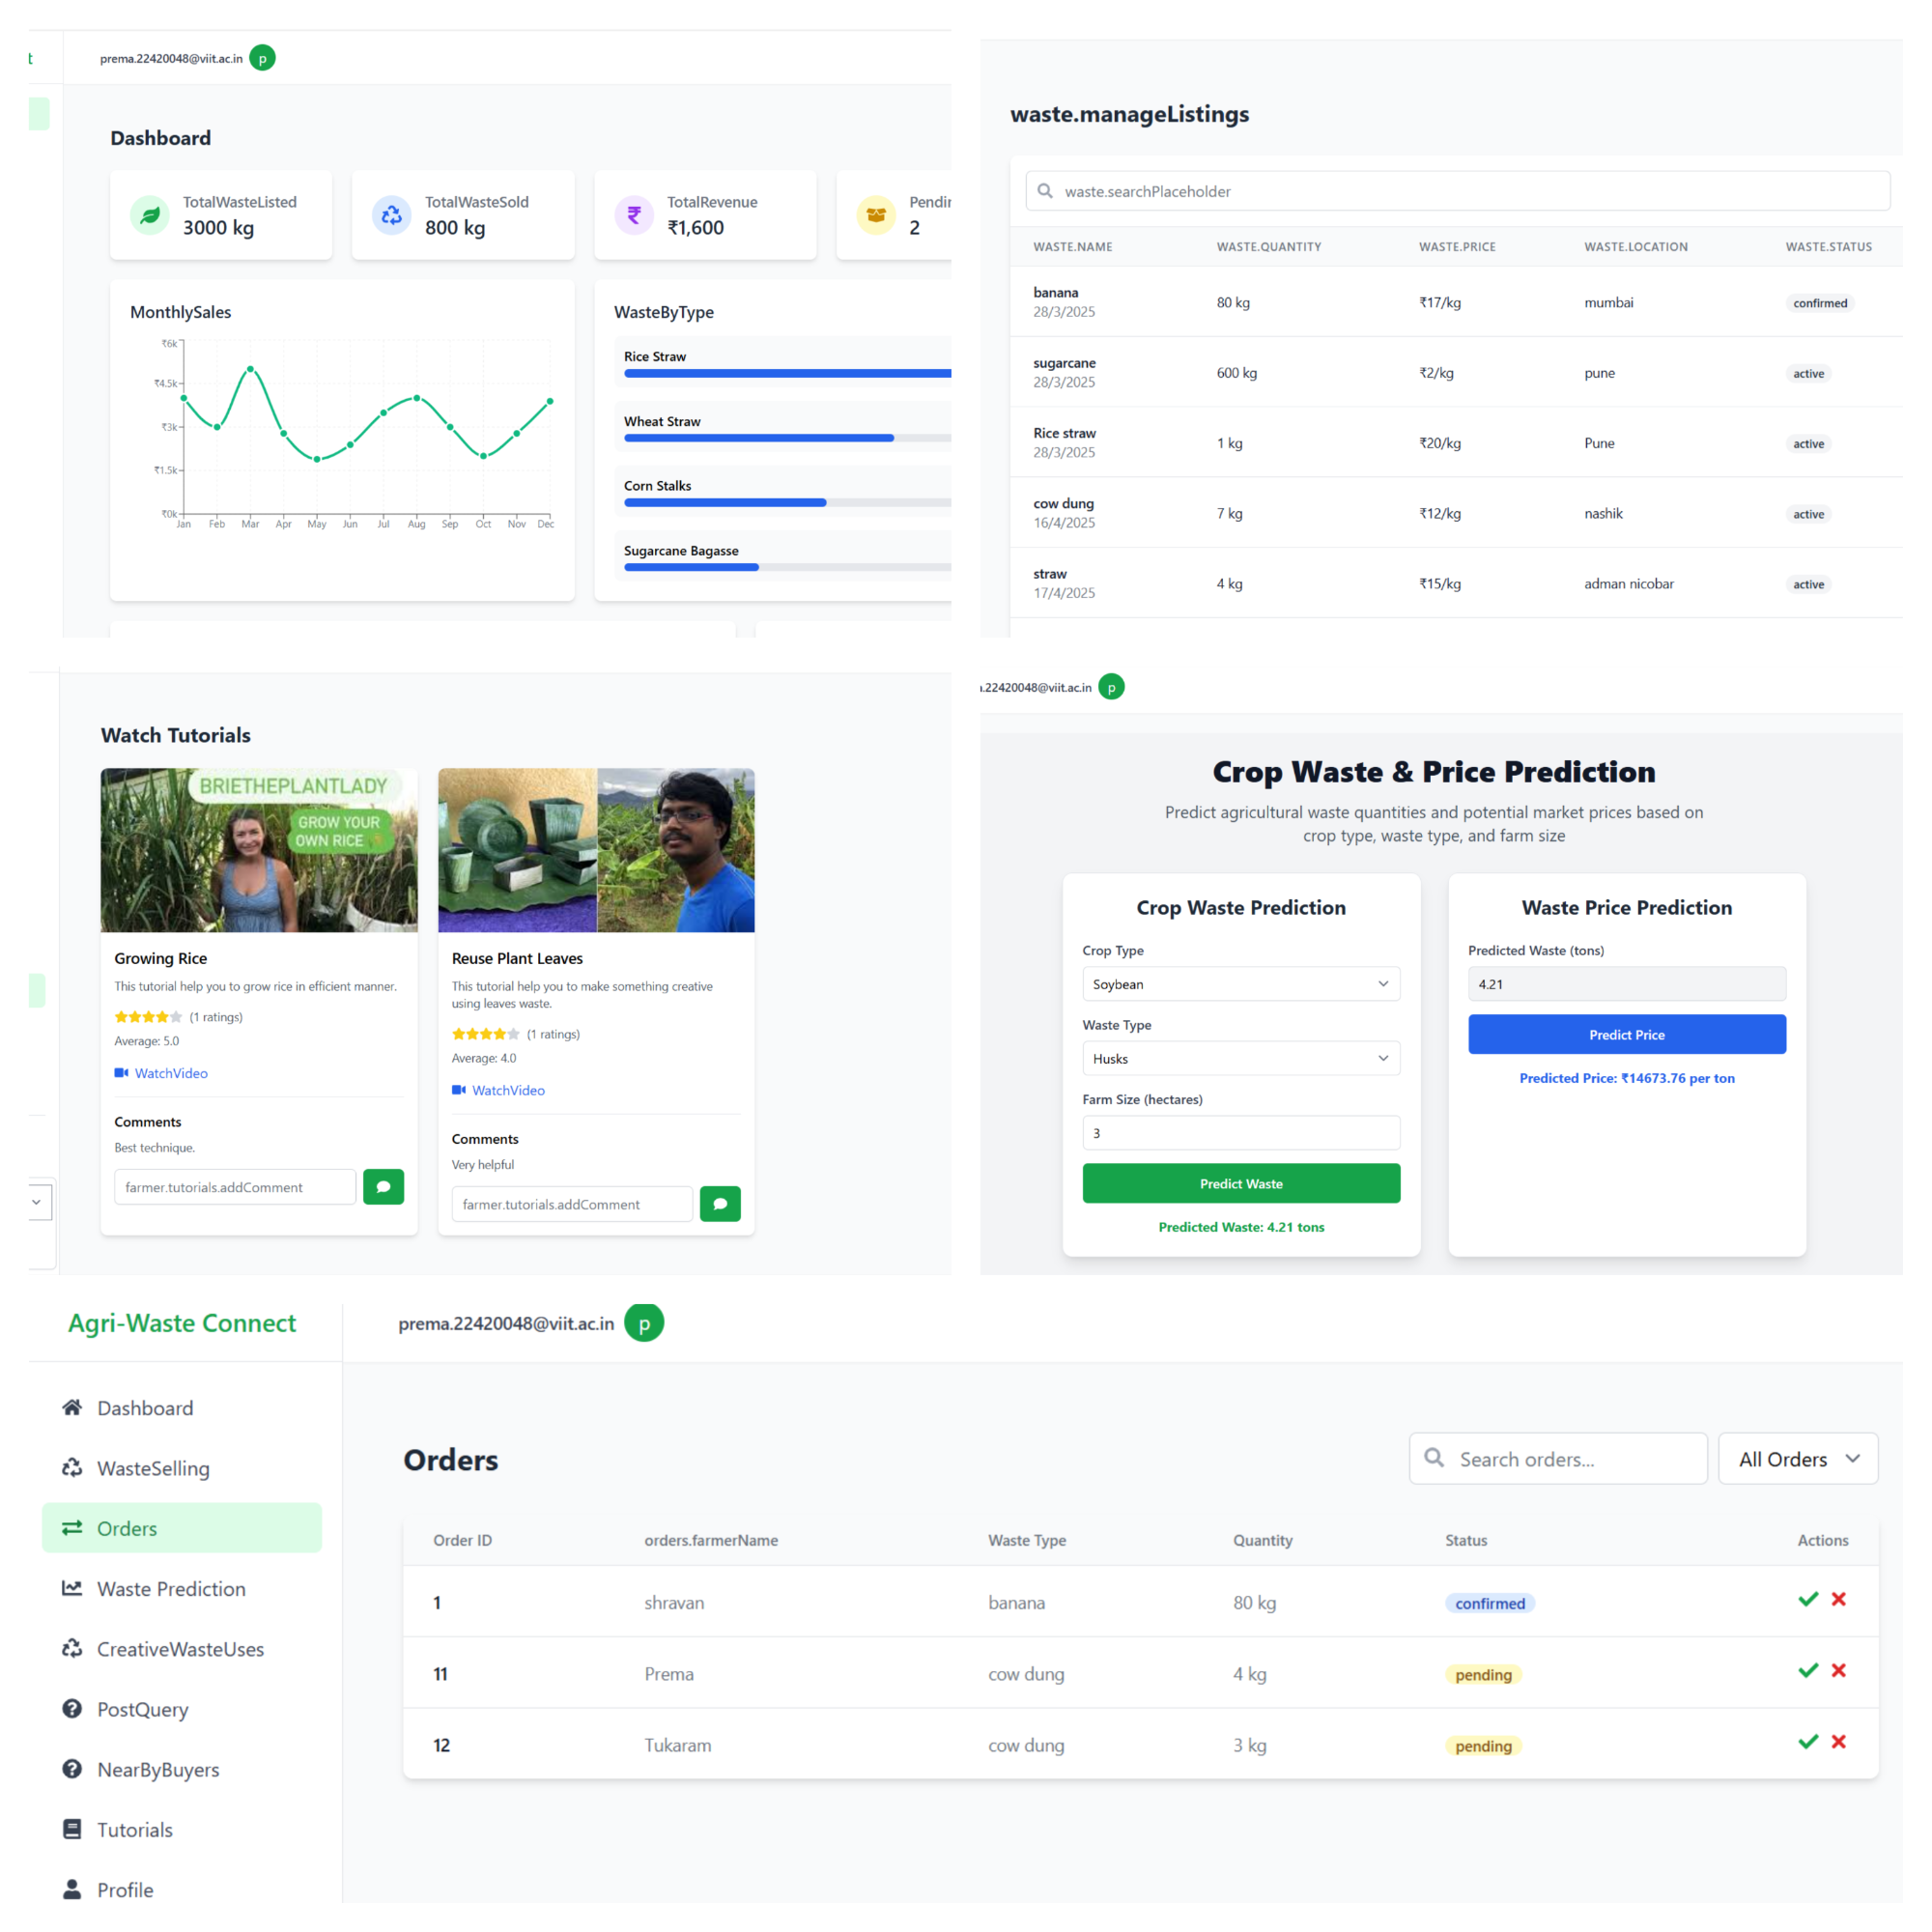 t
prema.22420048@viit.ac.in p
Dashboard
TotalWasteListed
3000 kg
TotalWasteSold
800 kg
TotalRevenue
₹1,600
Pendin
2
MonthlySales
₹6k
₹4.5k
₹3k
₹1.5k
₹0k
Jan Feb Mar Apr May Jun Jul Aug Sep Oct Nov Dec
WasteByType
Rice Straw
Wheat Straw
Corn Stalks
Sugarcane Bagasse
waste.manageListings
waste.searchPlaceholder
WASTE.NAME WASTE.QUANTITY WASTE.PRICE WASTE.LOCATION WASTE.STATUS
banana
28/3/2025
80 kg ₹17/kg mumbai confirmed
sugarcane
28/3/2025
600 kg ₹2/kg pune active
Rice straw
28/3/2025
1 kg ₹20/kg Pune active
cow dung
16/4/2025
7 kg ₹12/kg nashik active
straw
17/4/2025
4 kg ₹15/kg adman nicobar active
Watch Tutorials
BRIETHEPLANTLADY
GROW YOUR
OWN RICE
Growing Rice
This tutorial help you to grow rice in efficient manner.
(1 ratings)
Average: 5.0
WatchVideo
Comments
Best technique.
farmer.tutorials.addComment
Reuse Plant Leaves
This tutorial help you to make something creative
using leaves waste.
(1 ratings)
Average: 4.0
WatchVideo
Comments
Very helpful
farmer.tutorials.addComment
.22420048@viit.ac.in p
Crop Waste & Price Prediction
Predict agricultural waste quantities and potential market prices based on
crop type, waste type, and farm size
Crop Waste Prediction
Crop Type
Soybean
Waste Type
Husks
Farm Size (hectares)
3
Predict Waste
Predicted Waste: 4.21 tons
Waste Price Prediction
Predicted Waste (tons)
4.21
Predict Price
Predicted Price: ₹14673.76 per ton
Agri-Waste Connect
prema.22420048@viit.ac.in p
Dashboard
WasteSelling
Orders
Waste Prediction
CreativeWasteUses
PostQuery
NearByBuyers
Tutorials
Profile
Orders
Search orders...
All Orders
Order ID orders.farmerName Waste Type Quantity Status Actions
1 shravan banana 80 kg confirmed
11 Prema cow dung 4 kg pending
12 Tukaram cow dung 3 kg pending